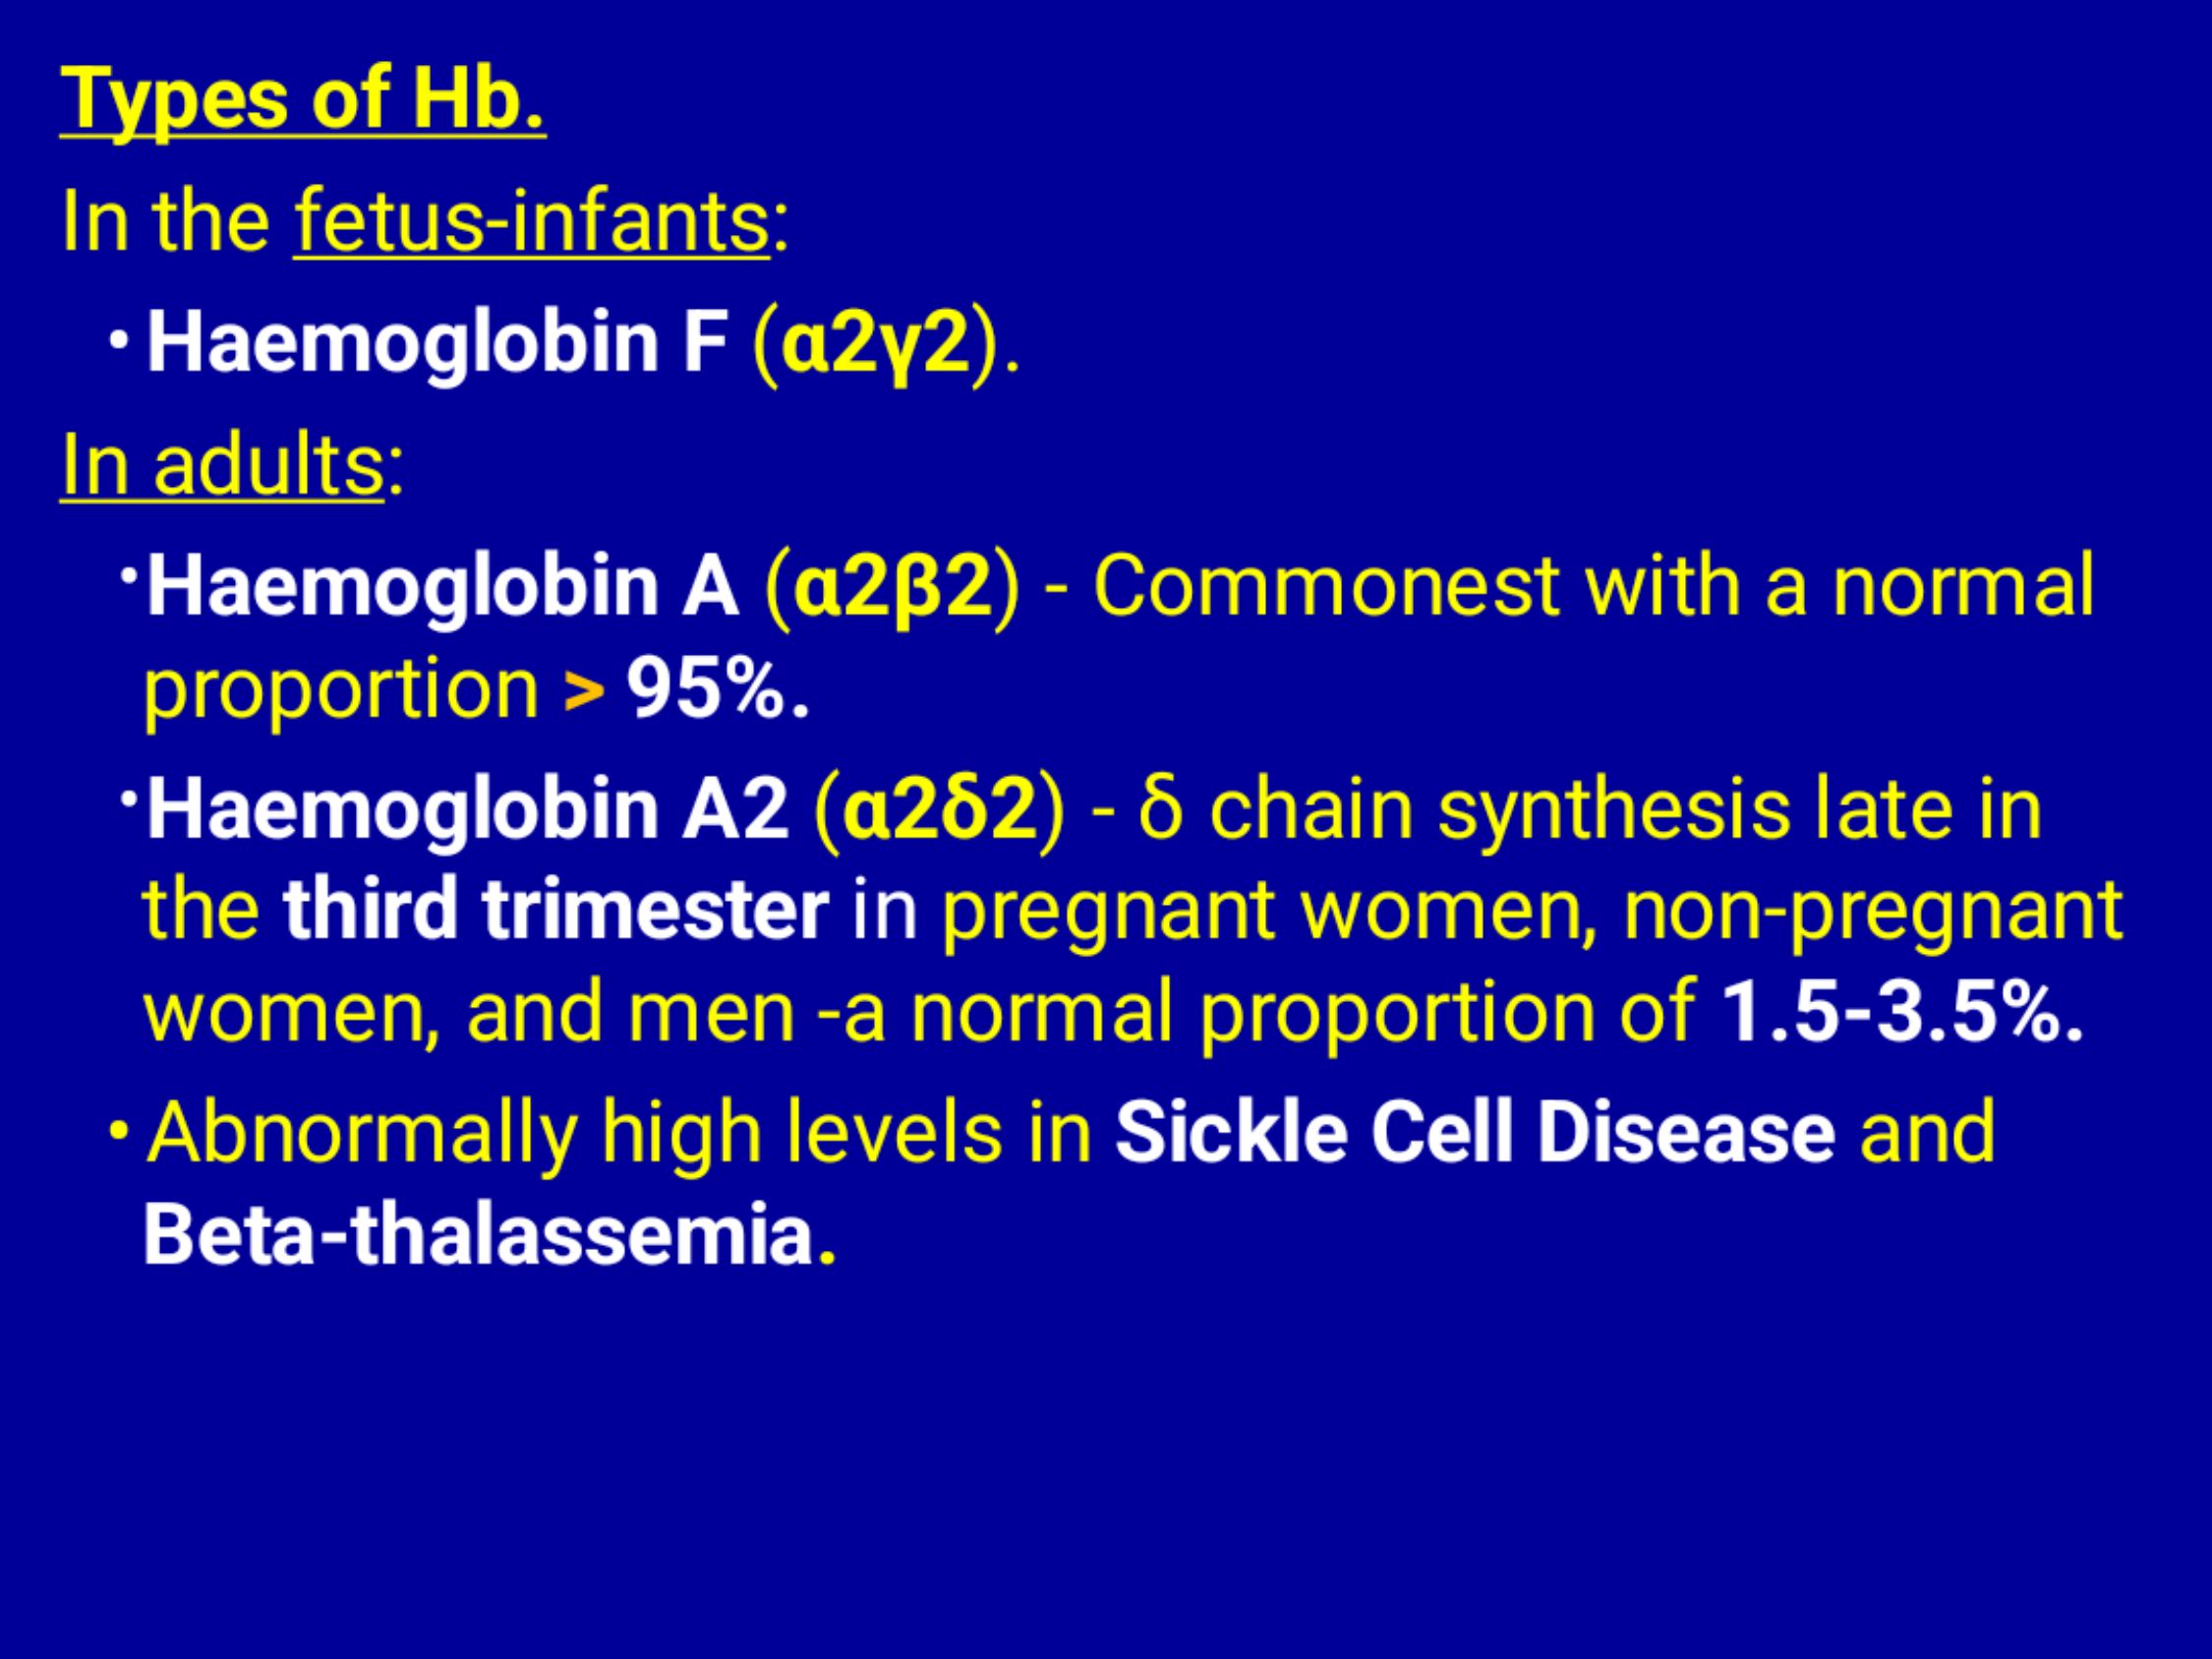 Types of Hb.
In the fetus-infants:
• Haemoglobin F (α2γ2).
In adults:
•Haemoglobin A (α2β2) - Commonest with a normal
proportion > 95%.
•Haemoglobin A2 (α2δ2) - δ chain synthesis late in
the third trimester in pregnant women, non-pregnant
women, and men -a normal proportion of 1.5-3.5%.
• Abnormally high levels in Sickle Cell Disease and
Beta-thalassemia.